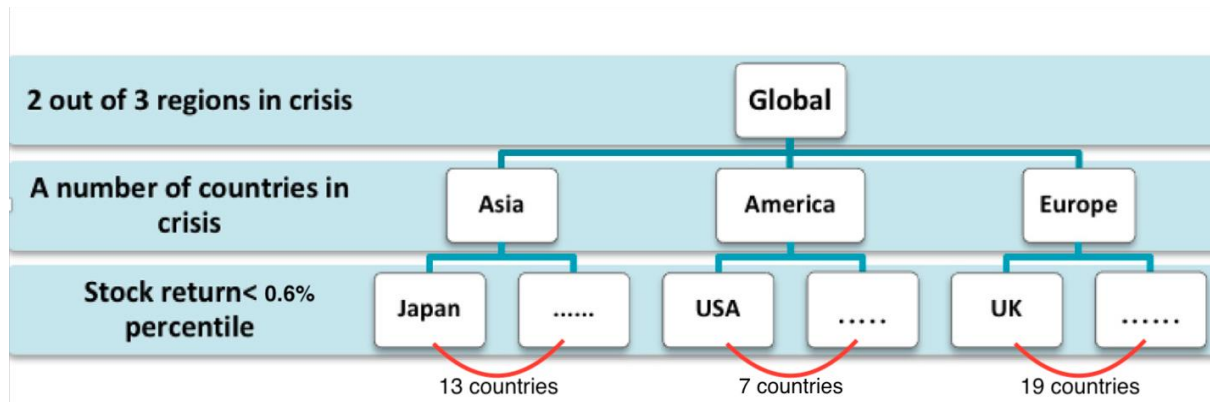 2 out of 3 regions in crisis
Global
A number of countries in
crisis
Asia
America
Europe
Stock return< 0.6%
percentile
Japan
......
USA
.....
UK
......
13 countries
7 countries
19 countries